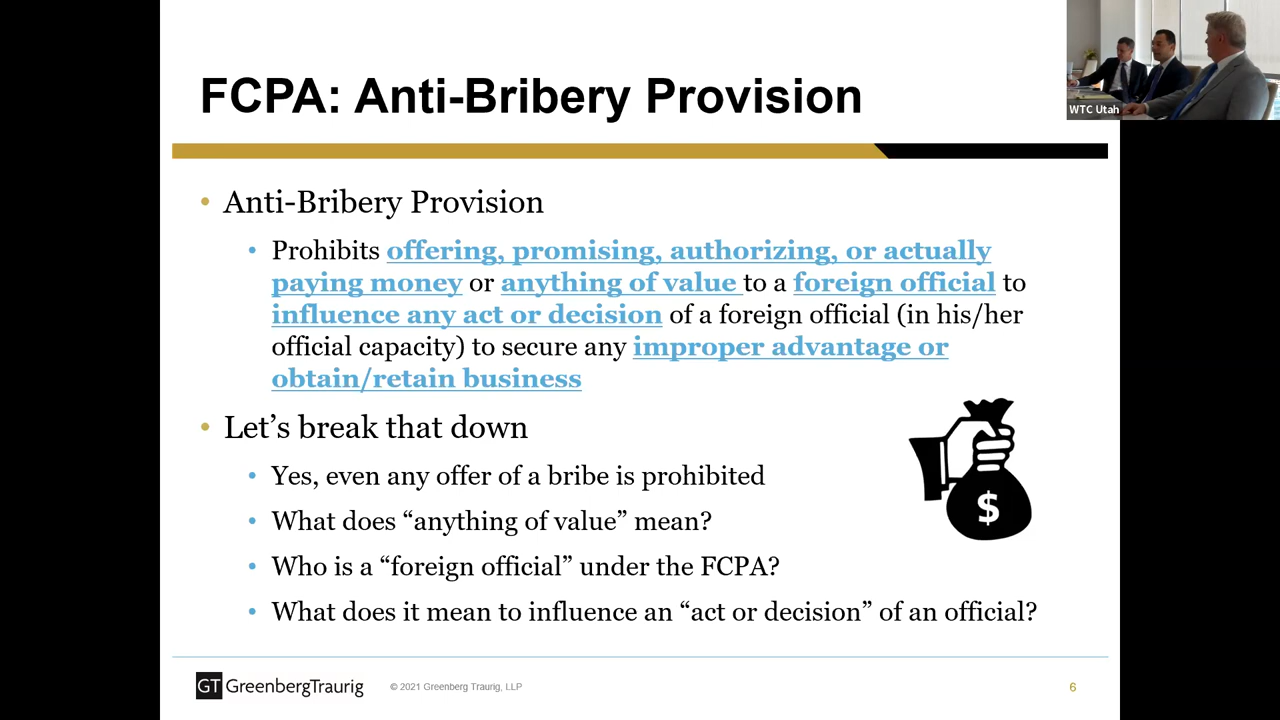 WTC Utah
FCPA: Anti-Bribery Provision
• Anti-Bribery Provision
• Prohibits offering, promising, authorizing, or actually
paying money or anything of value to a foreign official to
influence any act or decision of a foreign official (in his/her
official capacity) to secure any improper advantage or
obtain/retain business
• Let’s break that down
• Yes, even any offer of a bribe is prohibited
• What does “anything of value” mean?
• Who is a “foreign official” under the FCPA?
• What does it mean to influence an “act or decision” of an official?
$
GT GreenbergTraurig
© 2021 Greenberg Traurig, LLP
6